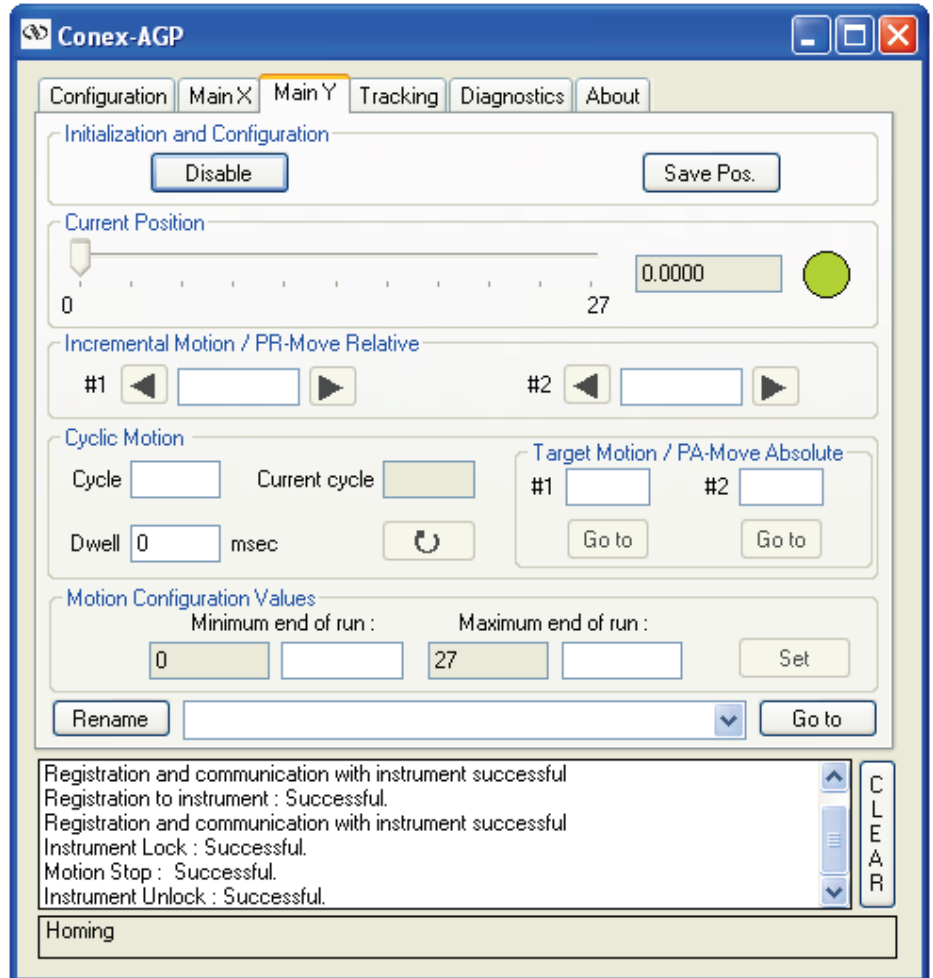 Conex-AGP
Configuration Main X Main Y Tracking Diagnostics About
Initialization and Configuration
Disable Save Pos.
Current Position
0.0000
0 27
Incremental Motion / PR-Move Relative
#1 #2
Cyclic Motion
Target Motion / PA-Move Absolute
Cycle Current cycle #1 #2
Dwell 0 msec Go to Go to
Motion Configuration Values
Minimum end of run : Maximum end of run :
0 27 Set
Rename Go to
Registration and communication with instrument successful
Registration to instrument : Successful.
Registration and communication with instrument successful
Instrument Lock : Successful.
Motion Stop : Successful.
Instrument Unlock : Successful.
CLEAR
Homing